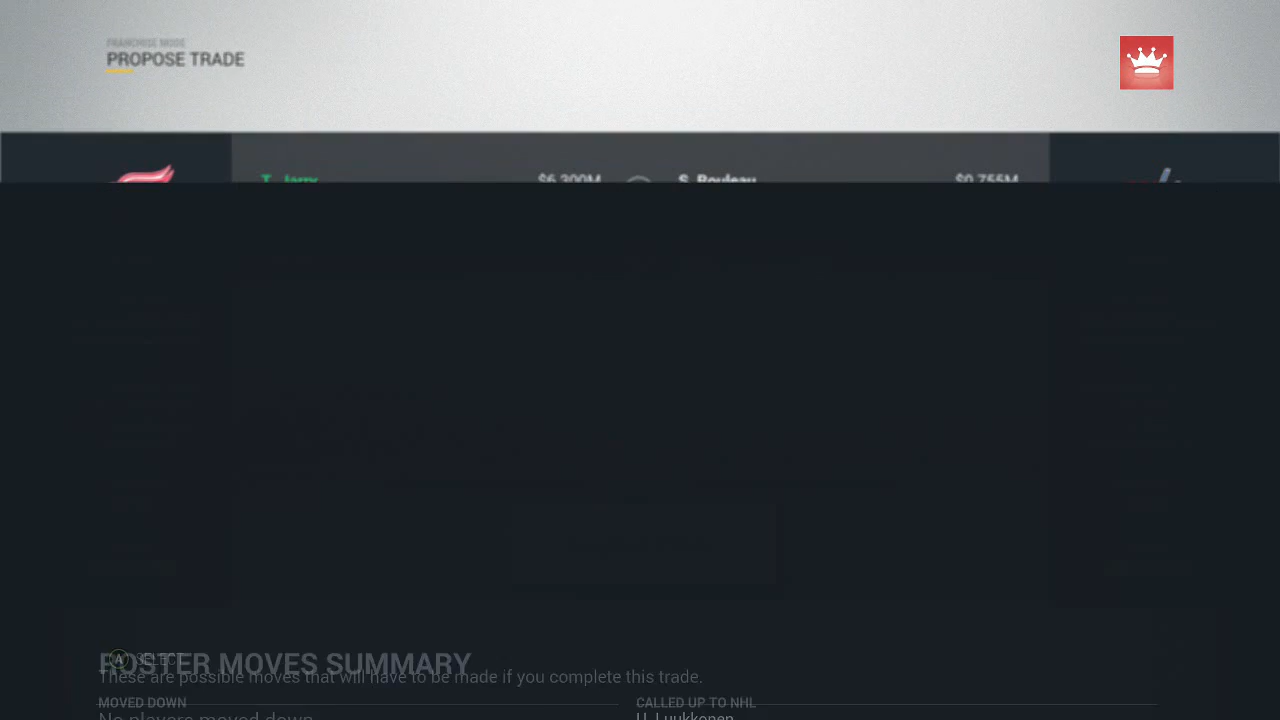 FRANCHISE MODE
PROPOSE TRADE
T. Jarry $6.300M S. Rouleau $0.755M
SELECT
ROSTER MOVES SUMMARY
These are possible moves that will have to be made if you complete this trade.
MOVED DOWN CALLED UP TO NHL
No players moved down U. Luukkonen